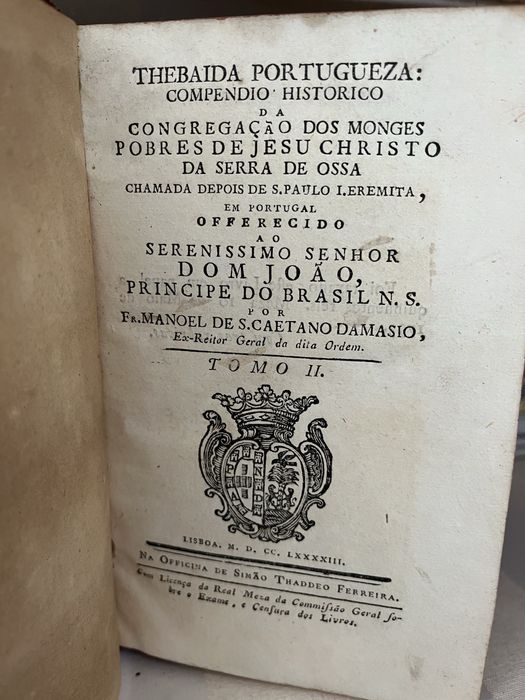 THEBAIDA PORTUGUEZA:
COMPENDIO HISTORICO
DA
CONGREGAÇÃO DOS MONGES
POBRES DE JESU CHRISTO
DA SERRA DE OSSA
CHAMADA DEPOIS DE S. PAULO I. EREMITA,
EM PORTUGAL
OFFERECIDO
AO
SERENISSIMO SENHOR
DOM JOÃO,
PRINCIPE DO BRASIL N. S.
POR
FR. MANOEL DE S. CAETANO DAMASIO,
Ex-Reitor Geral da dita Ordem.
TOMO II.
LISBOA. M. D. CC. LXXXXIII.
NA OFFICINA DE SIMÃO THADDEO FERREIRA.
Com Licença da Real Meza da Commissão Geral so-
bre o Exame, e Censura dos Livros.